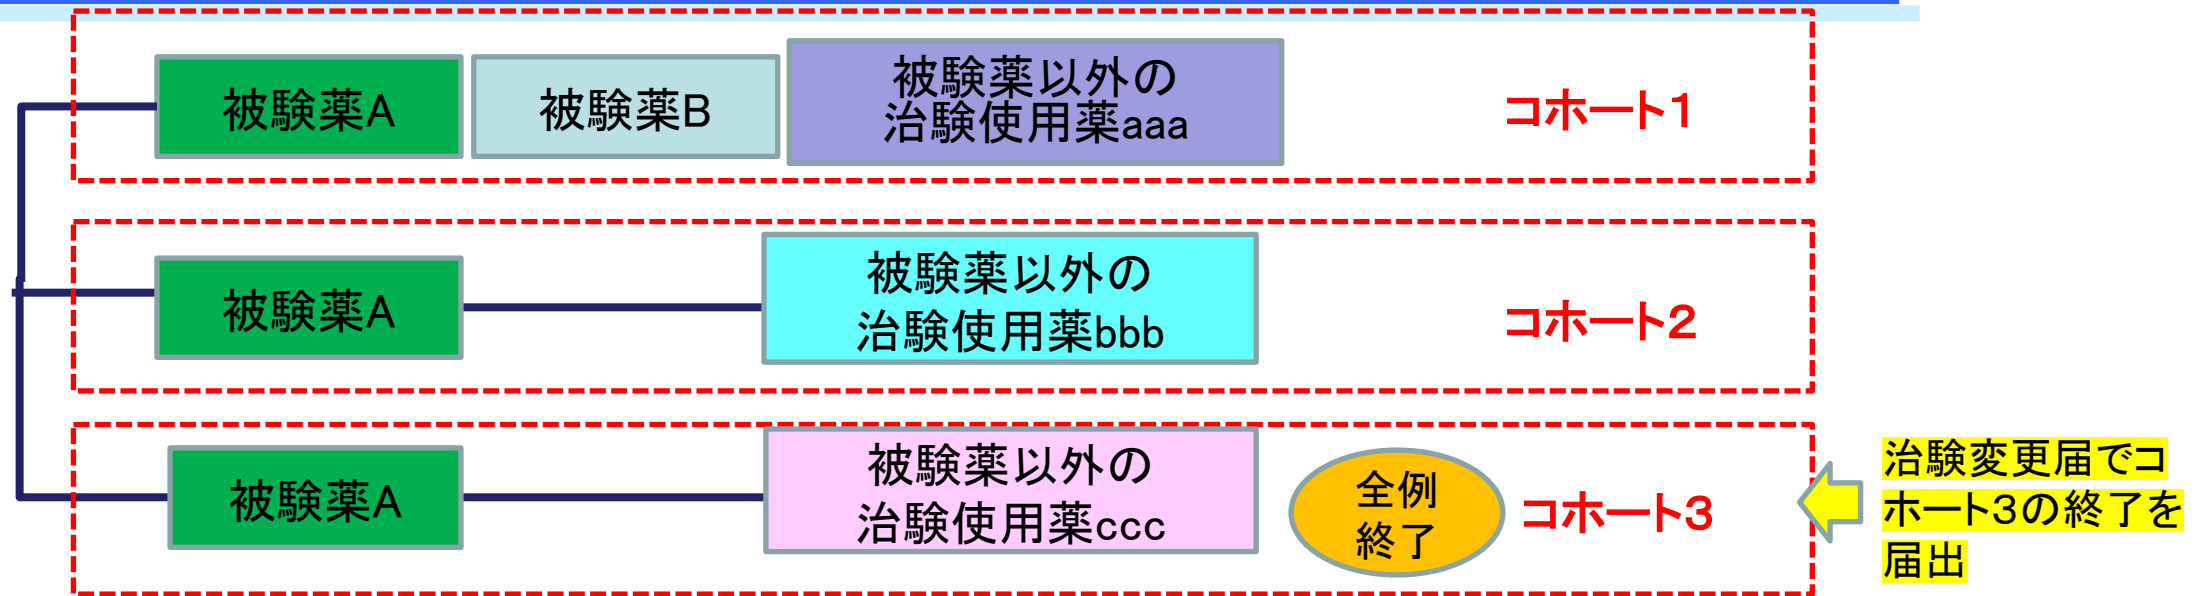 被験薬A
被験薬B
被験薬以外の
治験使用薬aaa
コホート1
被験薬A
被験薬以外の
治験使用薬bbb
コホート2
被験薬A
被験薬以外の
治験使用薬ccc
全例
終了
コホート3
治験変更届でコ
ホート3の終了を
届出